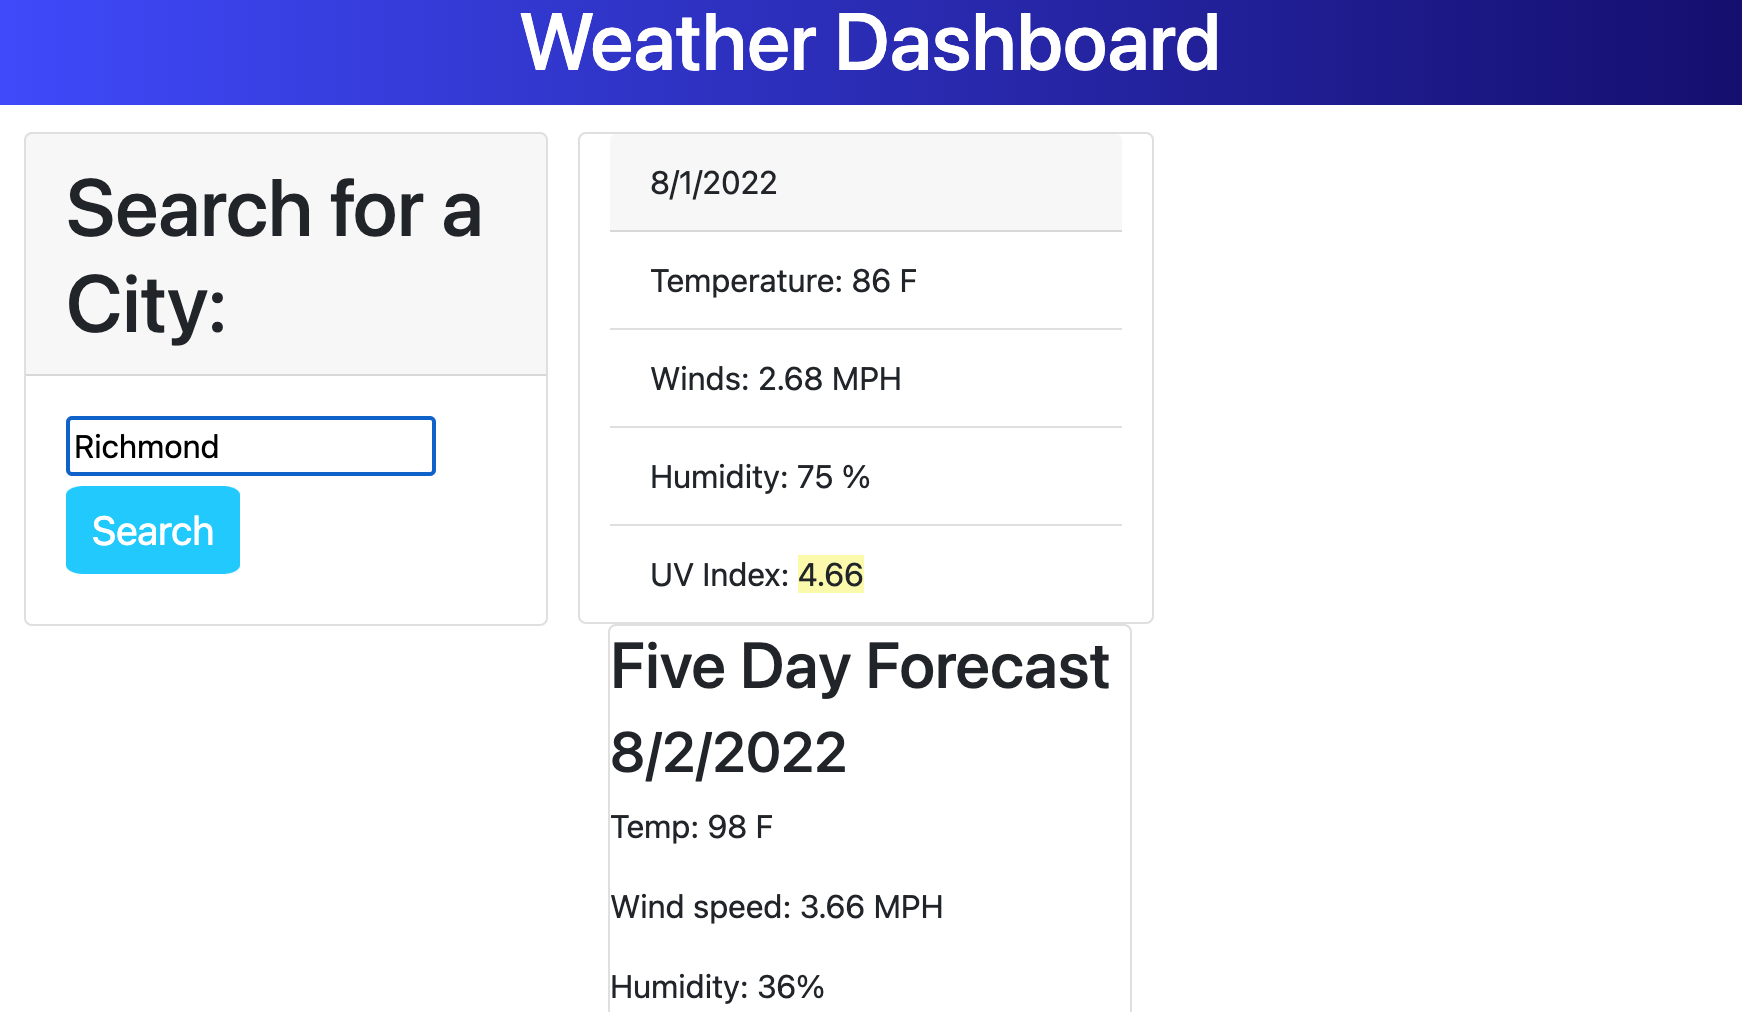 Weather Dashboard
Search for a
City:
Richmond
Search
8/1/2022
Temperature: 86 F
Winds: 2.68 MPH
Humidity: 75 %
UV Index: 4.66
Five Day Forecast
8/2/2022
Temp: 98 F
Wind speed: 3.66 MPH
Humidity: 36%